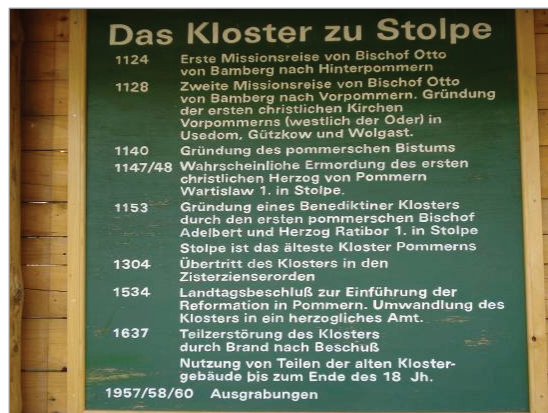 Das Kloster zu Stolpe
1124 Erste Missionsreise von Bischof Otto
von Bamberg nach Hinterpommern
1128 Zweite Missionsreise von Bischof Otto
von Bamberg nach Vorpommern. Gründung
der ersten christlichen Kirchen
Vorpommerns (westlich der Oder) in
Usedom, Gützkow und Wolgast.
1140 Gründung des pommerschen Bistums
1147/48 Wahrscheinliche Ermordung des ersten
christlichen Herzog von Pommern
Wartislaw 1. in Stolpe.
1153 Gründung eines Benediktiner Klosters
durch den ersten pommerschen Bischof
Adelbert und Herzog Ratibor 1. in Stolpe
Stolpe ist das älteste Kloster Pommerns
1304 Übertritt des Klosters in den
Zisterzienserorden
1534 Landtagsbeschluß zur Einführung der
Reformation in Pommern. Umwandlung des
Klosters in ein herzogliches Amt.
1637 Teilzerstörung des Klosters
durch Brand nach Beschuß
Nutzung von Teilen der alten Kloster-
gebäude bis zum Ende des 18 Jh.
1957/58/60 Ausgrabungen